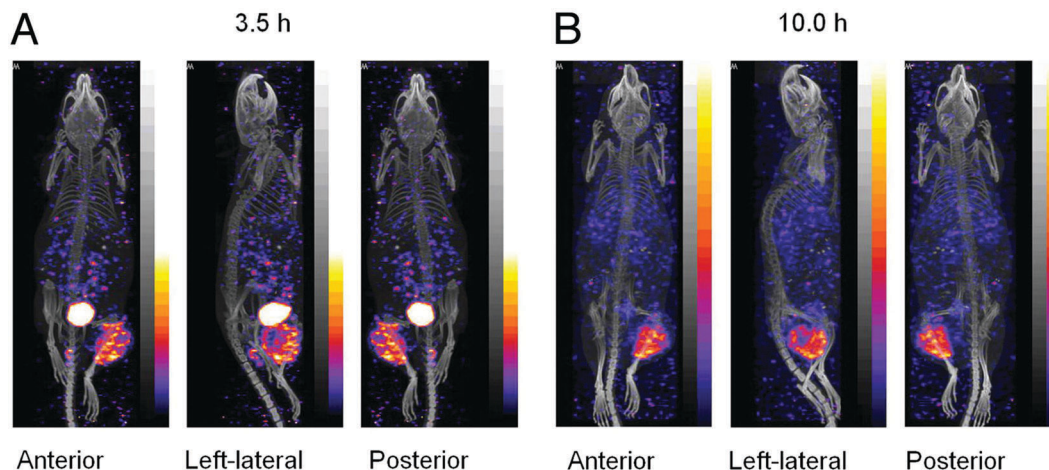 A
3.5 h
B
10.0 h
Anterior
Left-lateral
Posterior
Anterior
Left-lateral
Posterior